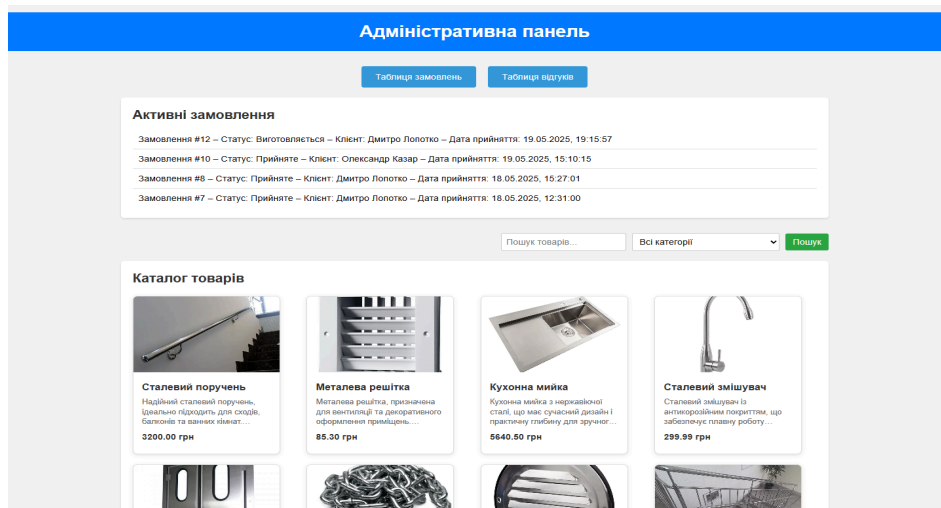 Адміністративна панель
Таблиця замовлень
Таблиця відгуків
Активні замовлення
Замовлення #12 – Статус: Виготовляється – Клієнт: Дмитро Лопотко – Дата прийняття: 19.05.2025, 19:15:57
Замовлення #10 – Статус: Прийняте – Клієнт: Олександр Казар – Дата прийняття: 19.05.2025, 15:10:15
Замовлення #8 – Статус: Прийняте – Клієнт: Дмитро Лопотко – Дата прийняття: 18.05.2025, 15:27:01
Замовлення #7 – Статус: Прийняте – Клієнт: Дмитро Лопотко – Дата прийняття: 18.05.2025, 12:31:00
Пошук товарів...
Всі категорії
Пошук
Каталог товарів
Сталевий поручень
Надійний сталевий поручень,
ідеально підходить для сходів,
балконів та ванних кімнат....
3200.00 грн
Металева решітка
Металева решітка, призначена
для вентиляції та декоративного
оформлення приміщень....
85.30 грн
Кухонна мийка
Кухонна мийка з нержавіючої
сталі, що має сучасний дизайн і
практичну глибину для зручног...
5640.50 грн
Сталевий змішувач
Сталевий змішувач із
антикорозійним покриттям, що
забезпечує плавну роботу...
299.99 грн